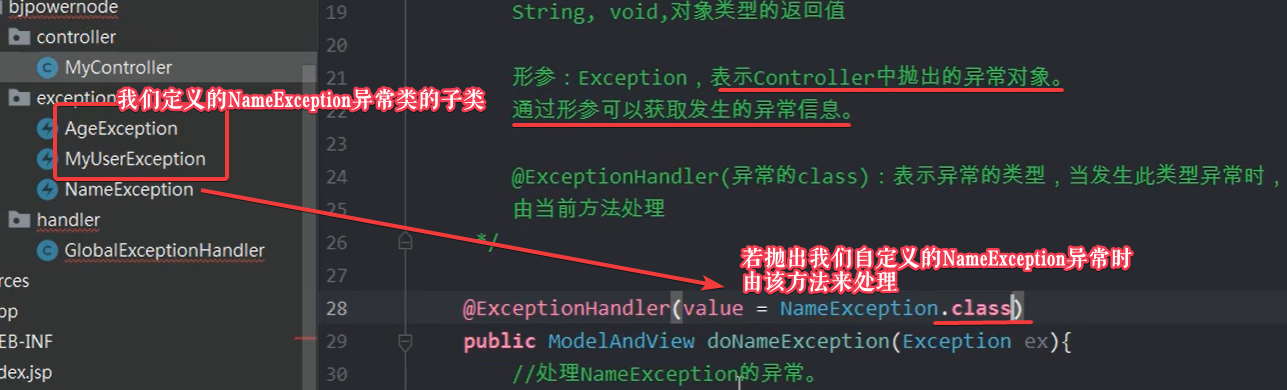 bjpowernode
controller
MyController
exception
我们定义的NameException异常类的子类
AgeException
MyUserException
NameException
handler
GlobalExceptionHandler
rces
pp
EB-INF
dex.jsp
19 String, void,对象类型的返回值
20
21 形参：Exception，表示Controller中抛出的异常对象。
22 通过形参可以获取发生的异常信息。
23
24 @ExceptionHandler(异常的class)：表示异常的类型，当发生此类型异常时，
25 由当前方法处理
26 */
27
若抛出我们自定义的NameException异常时
由该方法来处理
28 @ExceptionHandler(value = NameException.class)
29 public ModelAndView doNameException(Exception ex){
30 //处理NameException的异常。